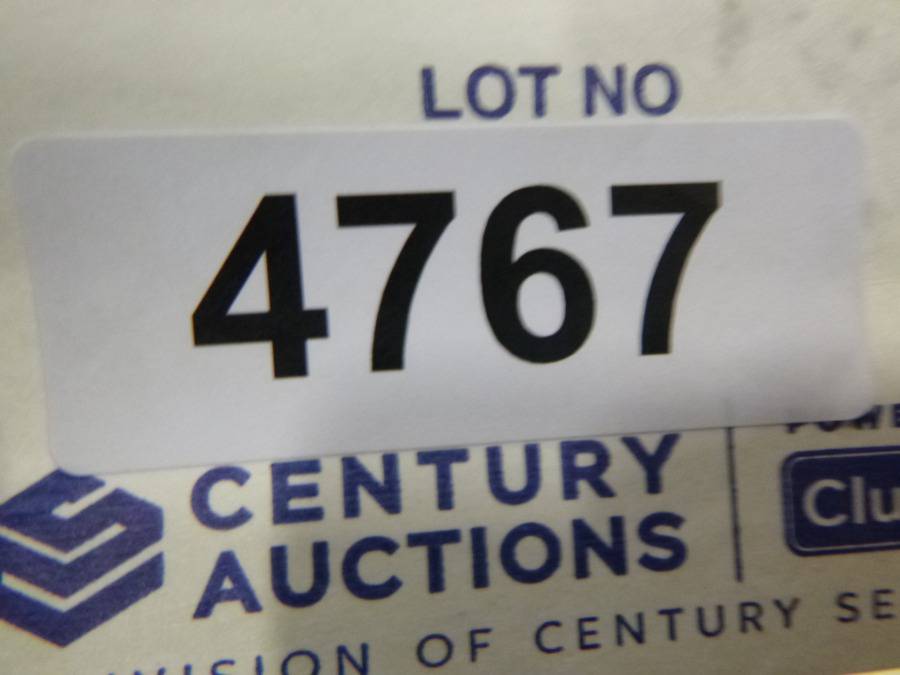 LOT NO
4767
CENTURY
AUCTIONS
OF CENTURY